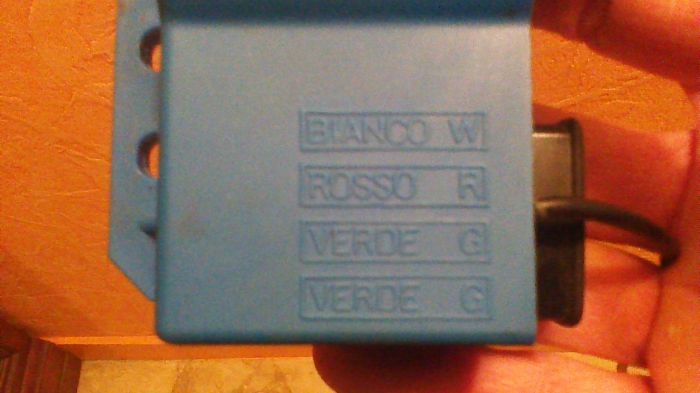 BIANCO W
ROSSO R
VERDE G
VERDE G